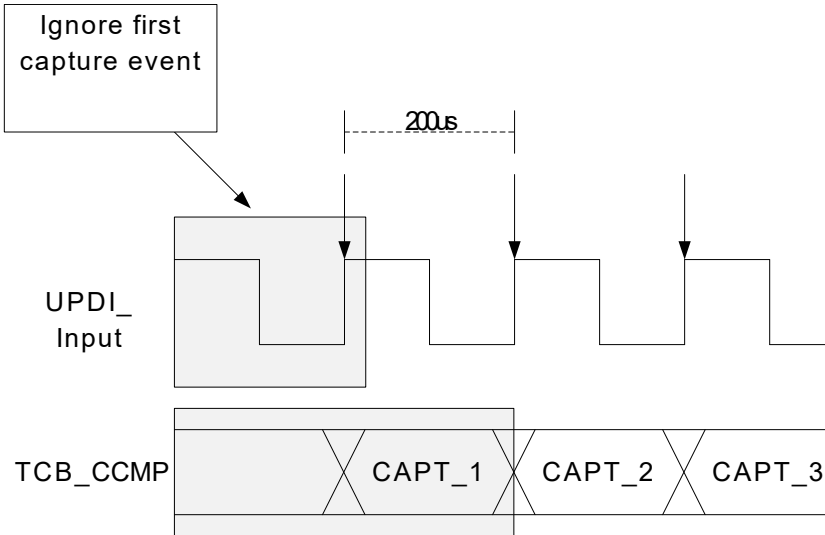 Ignore first
capture event
200us
UPDI_
Input
TCB_CCMP
CAPT_1
CAPT_2
CAPT_3